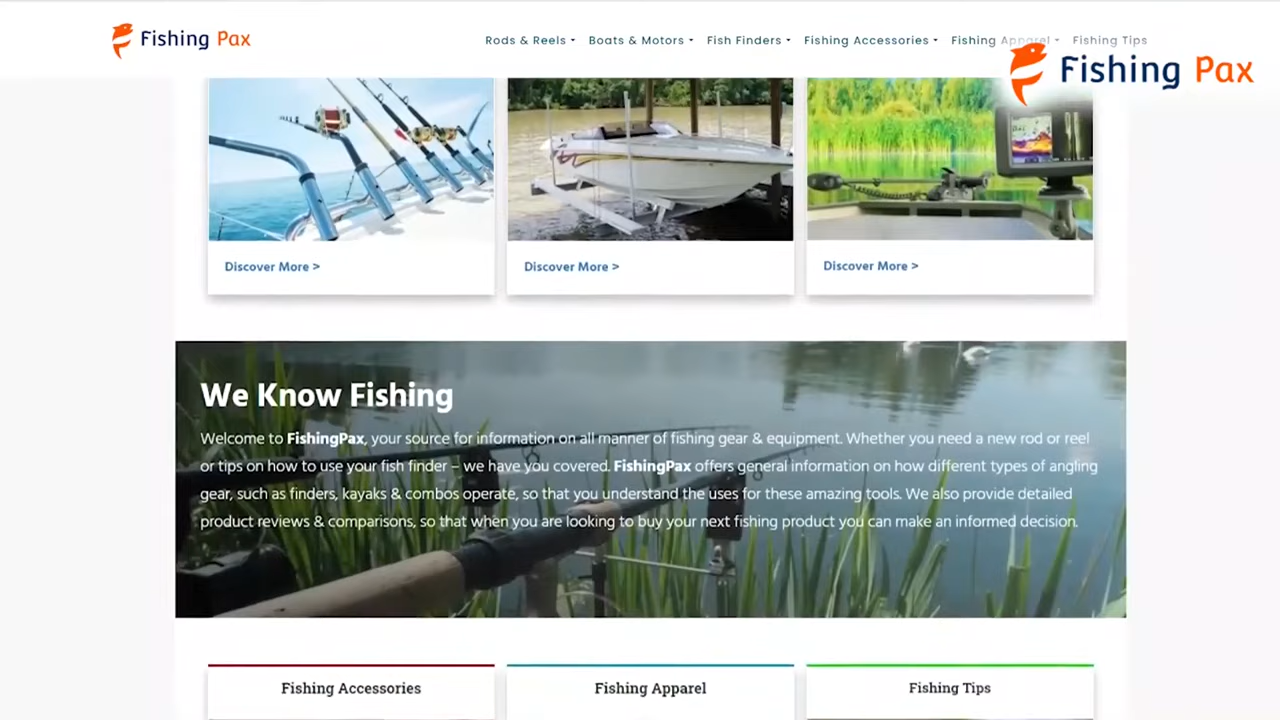 Fishing Pax
Rods & Reels Boats & Motors Fish Finders Fishing Accessories Fishing Apparel Fishing Tips
Fishing Pax
Discover More > Discover More > Discover More >
We Know Fishing
Welcome to FishingPax, your source for information on all manner of fishing gear & equipment. Whether you need a new rod or reel
or tips on how to use your fish finder – we have you covered. FishingPax offers general information on how different types of angling
gear, such as finders, kayaks & combos operate, so that you understand the uses for these amazing tools. We also provide detailed
product reviews & comparisons, so that when you are looking to buy your next fishing product you can make an informed decision.
Fishing Accessories Fishing Apparel Fishing Tips